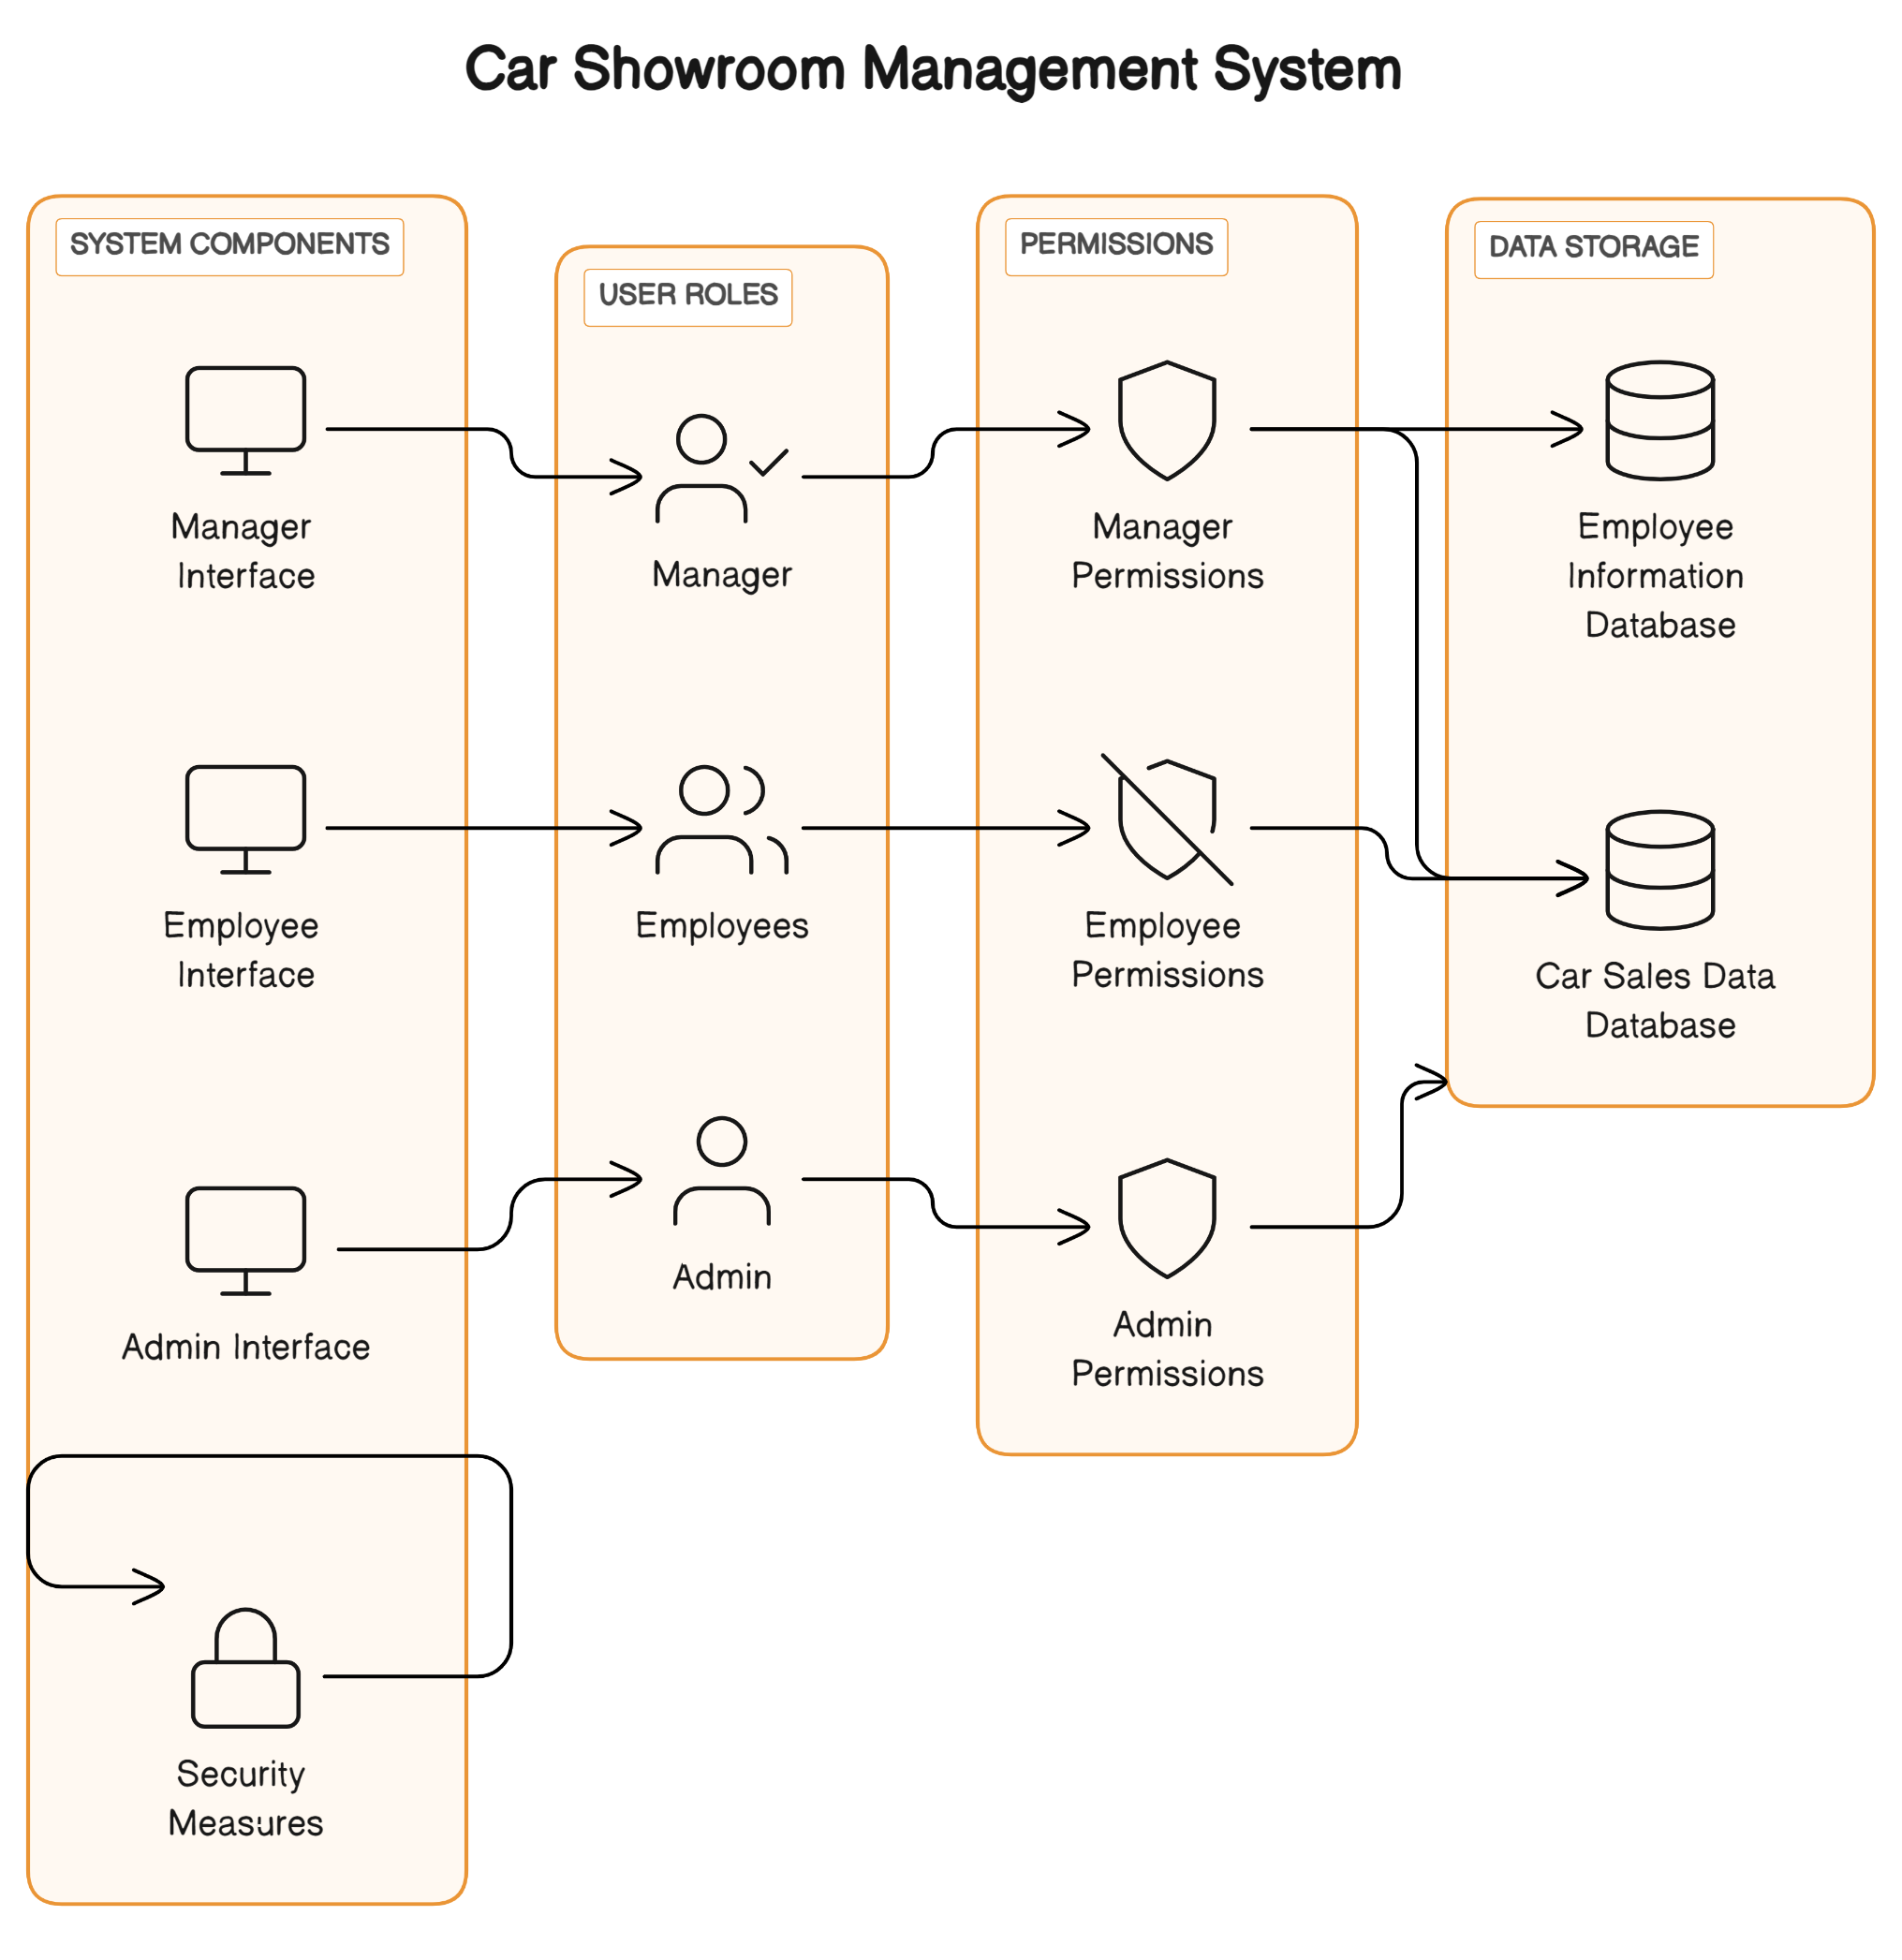 Car Showroom Management System
SYSTEM COMPONENTS
Manager
Interface
Employee
Interface
Admin Interface
Security
Measures
USER ROLES
Manager
Employees
Admin
PERMISSIONS
Manager
Permissions
Employee
Permissions
Admin
Permissions
DATA STORAGE
Employee
Information
Database
Car Sales Data
Database